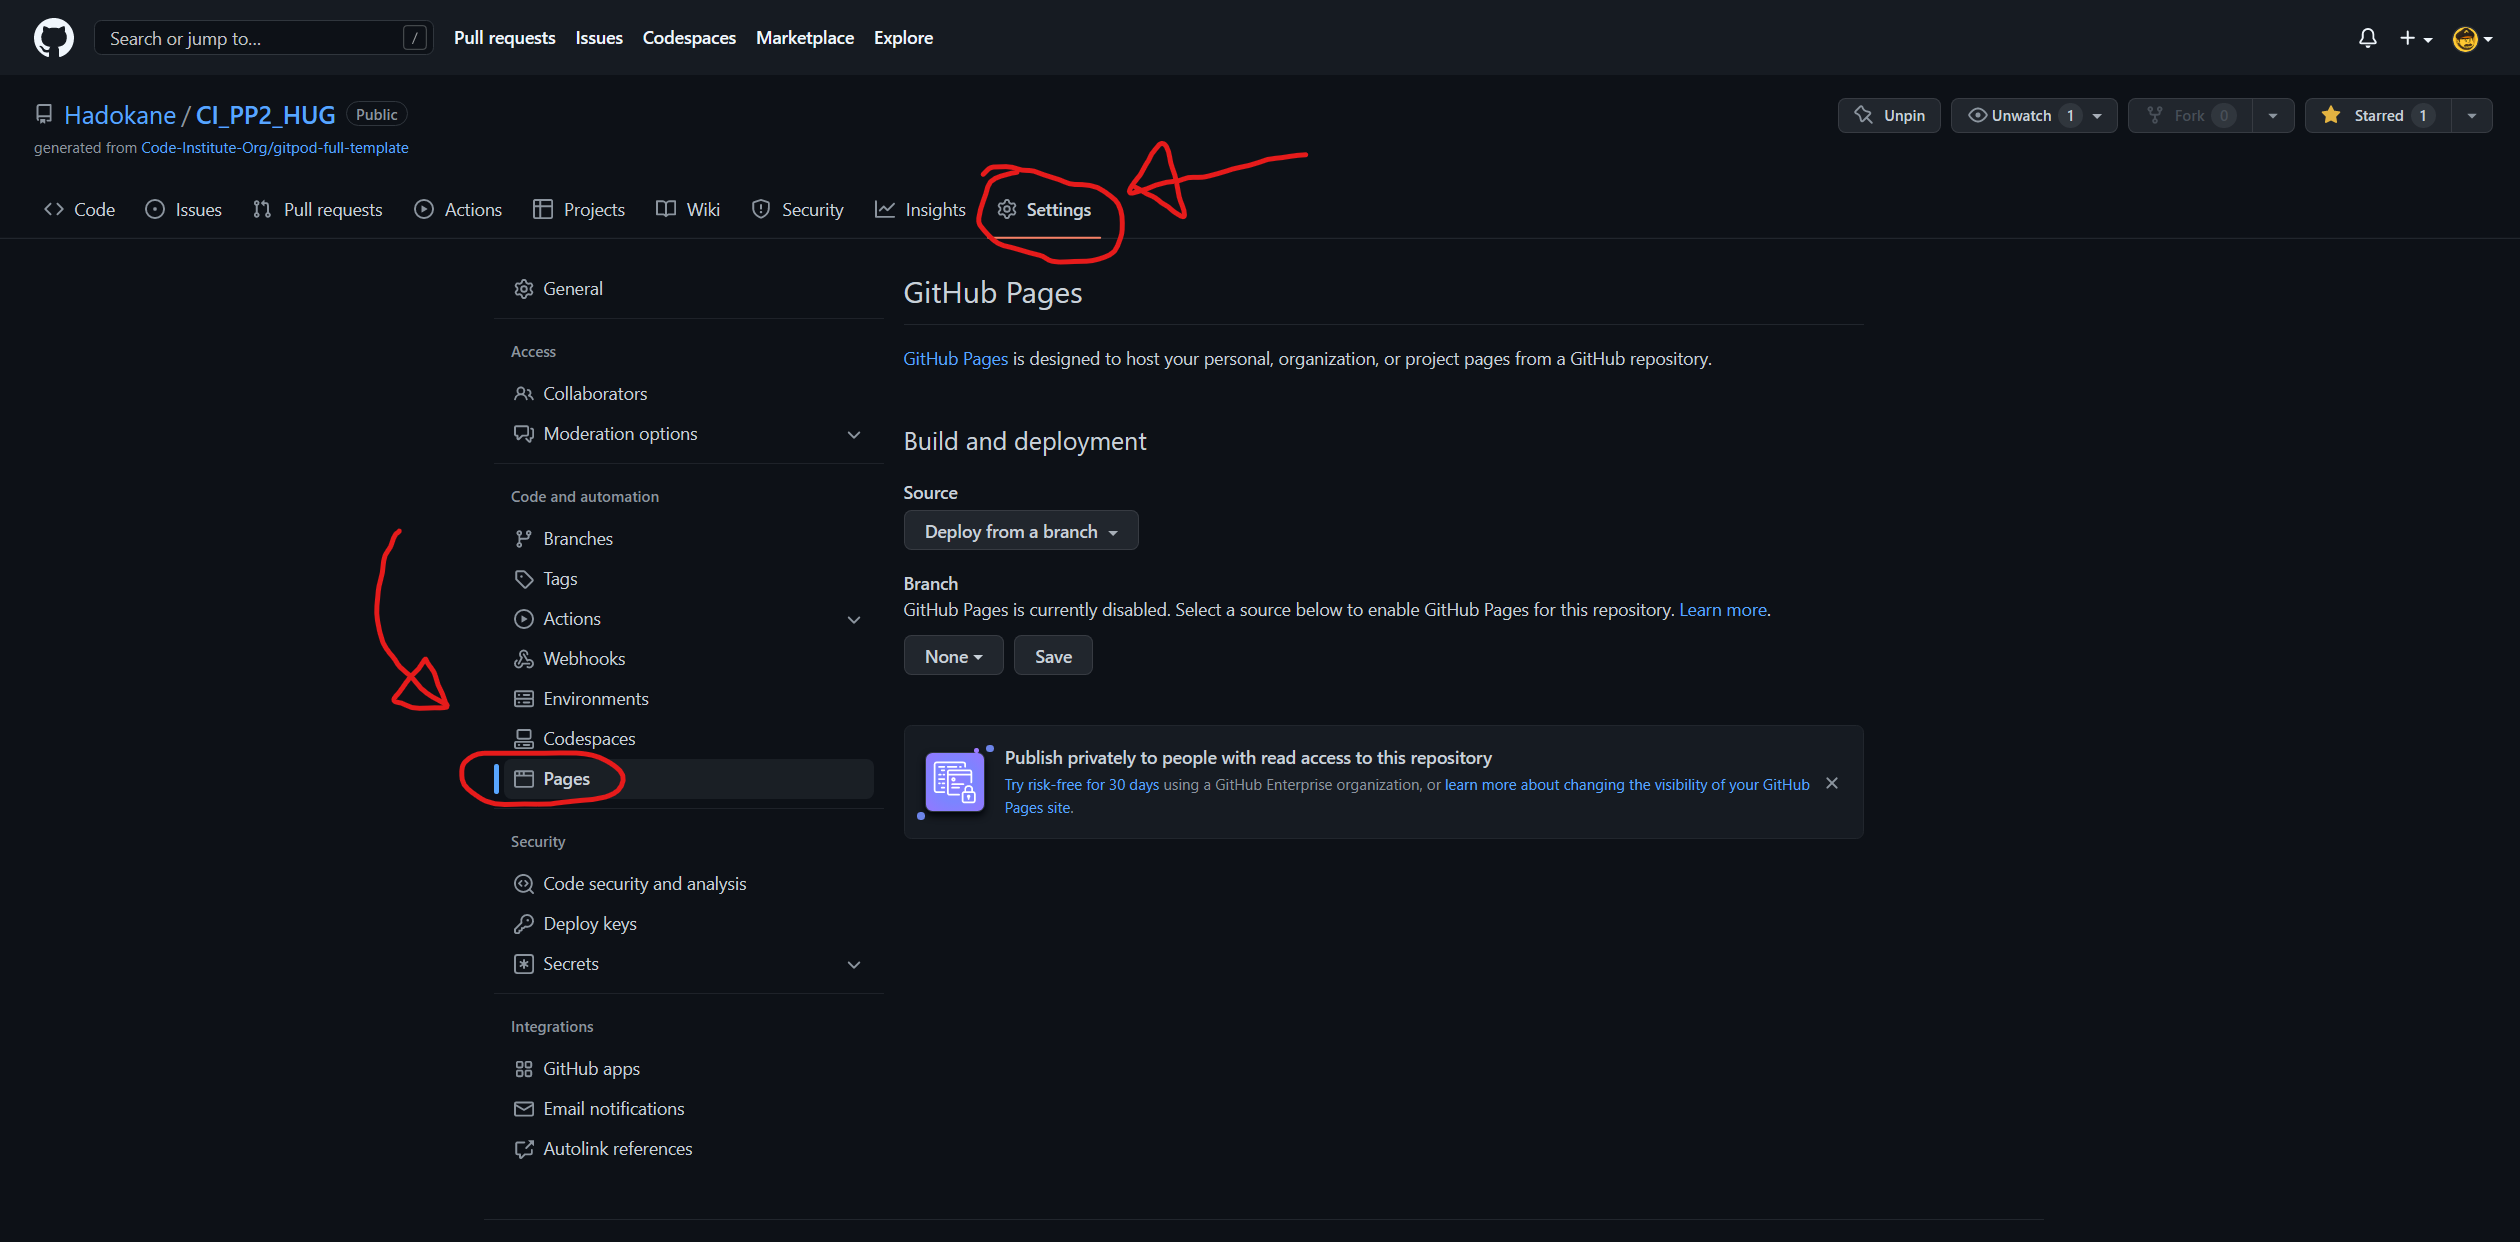 Search or jump to... /
Pull requests Issues Codespaces Marketplace Explore
Hadokane / CI_PP2_HUG Public
generated from Code-Institute-Org/gitpod-full-template
Unpin Unwatch 1 Fork 0 Starred 1
Code Issues Pull requests Actions Projects Wiki Security Insights Settings
General
Access
Collaborators
Moderation options
Code and automation
Branches
Tags
Actions
Webhooks
Environments
Codespaces
Pages
Security
Code security and analysis
Deploy keys
Secrets
Integrations
GitHub apps
Email notifications
Autolink references
GitHub Pages
GitHub Pages is designed to host your personal, organization, or project pages from a GitHub repository.
Build and deployment
Source
Deploy from a branch
Branch
GitHub Pages is currently disabled. Select a source below to enable GitHub Pages for this repository. Learn more.
None Save
Publish privately to people with read access to this repository
Try risk-free for 30 days using a GitHub Enterprise organization, or learn more about changing the visibility of your GitHub
Pages site.